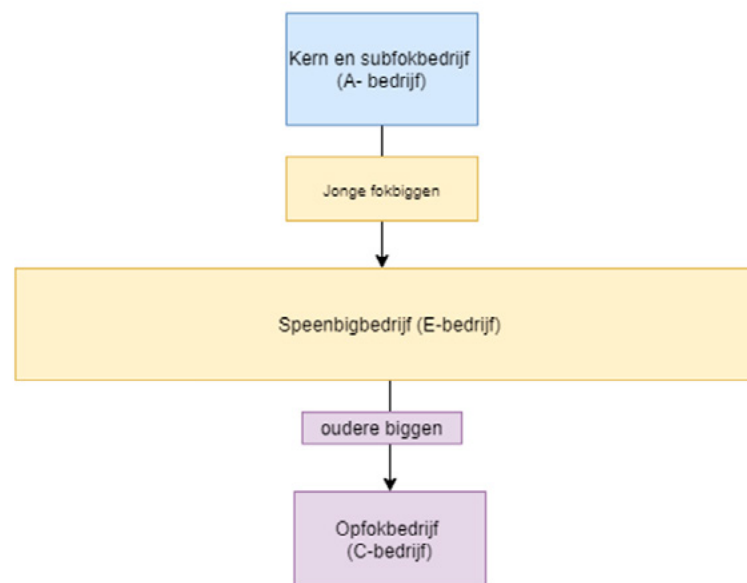 Kern en subfokbedrijf
(A- bedrijf)
Jonge fokbiggen
Speenbigbedrijf (E-bedrijf)
oudere biggen
Opfokbedrijf
(C-bedrijf)